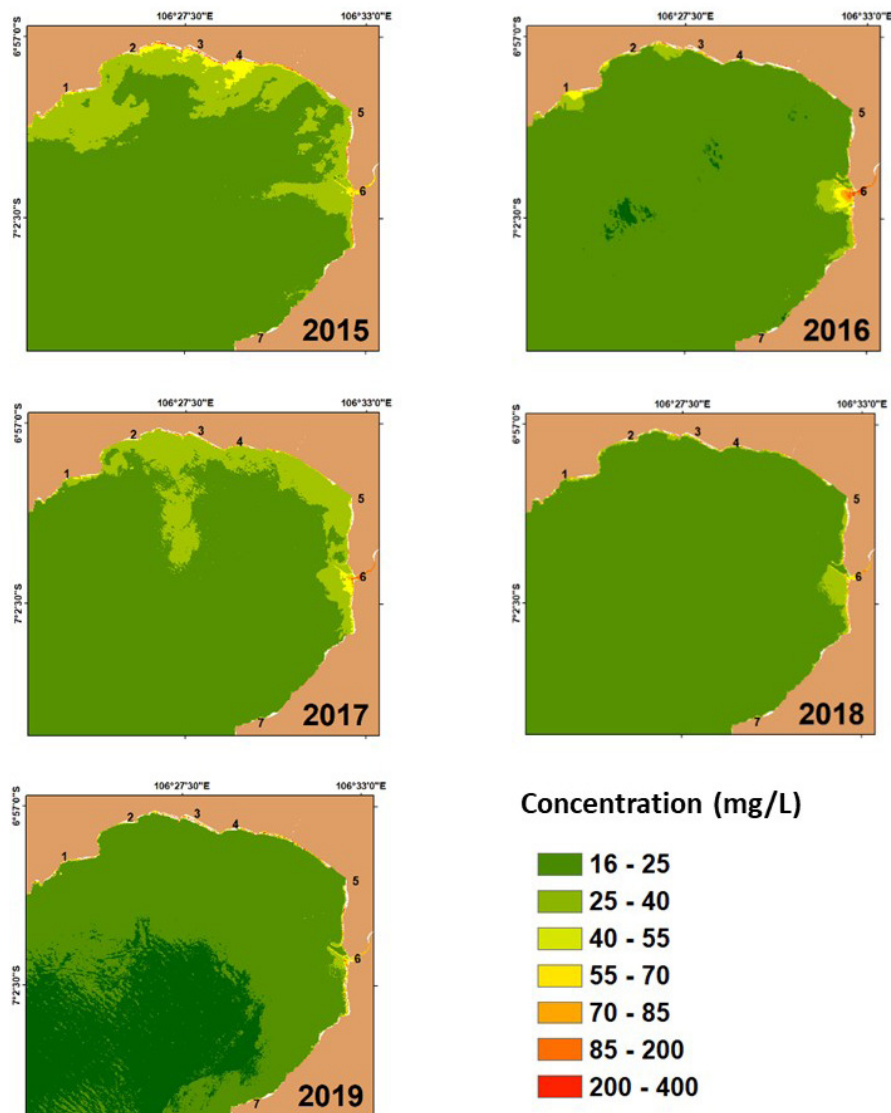 106°27'30"E 106°33'0"E
6°57'0"S
7°2'30"S
1 2 3 4 5 6 7
2015
106°27'30"E 106°33'0"E
6°57'0"S
7°2'30"S
1 2 3 4 5 6 7
2016
106°27'30"E 106°33'0"E
6°57'0"S
7°2'30"S
1 2 3 4 5 6 7
2017
106°27'30"E 106°33'0"E
6°57'0"S
7°2'30"S
1 2 3 4 5 6 7
2018
106°27'30"E 106°33'0"E
6°57'0"S
7°2'30"S
1 2 3 4 5 6 7
2019
Concentration (mg/L)
16 - 25
25 - 40
40 - 55
55 - 70
70 - 85
85 - 200
200 - 400